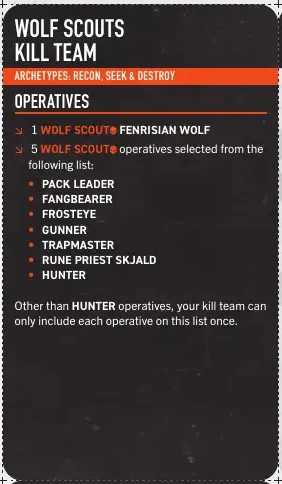 WOLF SCOUTS
KILL TEAM
ARCHETYPES: RECON, SEEK & DESTROY
OPERATIVES
↘ 1 WOLF SCOUT FENRISIAN WOLF
↘ 5 WOLF SCOUT operatives selected from the
following list:
• PACK LEADER
• FANGBEARER
• FROSTEYE
• GUNNER
• TRAPMASTER
• RUNE PRIEST SKJALD
• HUNTER
Other than HUNTER operatives, your kill team can
only include each operative on this list once.